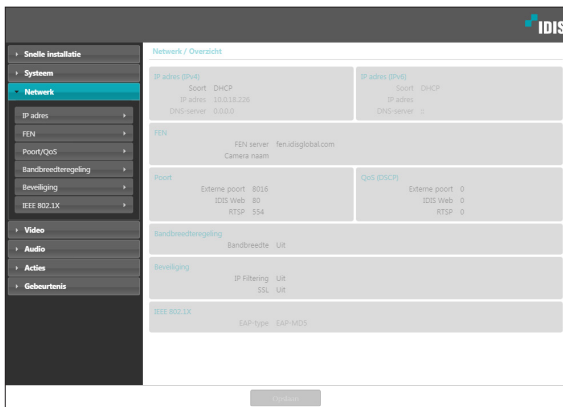 IDIS
Snelle installatie
Systeem
Netwerk
IP adres
FEN
Poort/QoS
Bandbreedteregeling
Beveiliging
IEEE 802.1X
Video
Audio
Acties
Gebeurtenis
Netwerk / Overzicht
IP adres (IPv4)
Soort DHCP
IP adres 10.0.18.226
DNS-server 0.0.0.0
IP adres (IPv6)
Soort DHCP
IP adres
DNS-server ::
FEN
FEN server fen.idisglobal.com
Camera naam
Poort
Externe poort 8016
IDIS Web 80
RTSP 554
QoS (DSCP)
Externe poort 0
IDIS Web 0
RTSP 0
Bandbreedteregeling
Bandbreedte Uit
Beveiliging
IP Filtering Uit
SSL Uit
IEEE 802.1X
EAP-type EAP-MD5